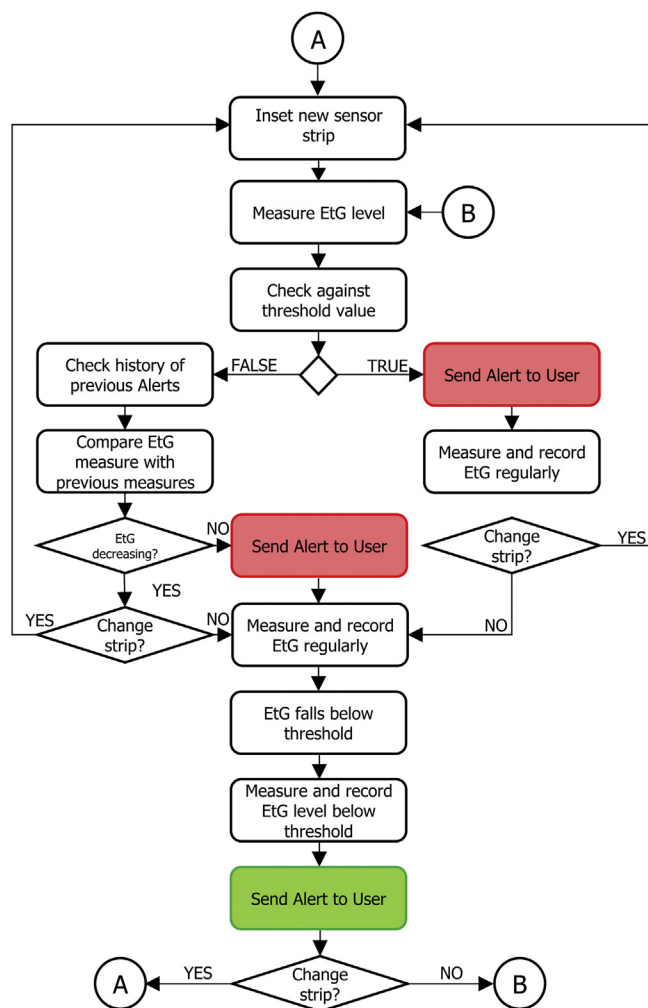 A
Inset new sensor
strip
Measure EtG level
B
Check against
threshold value
FALSE
TRUE
Check history of
previous Alerts
Send Alert to User
Compare EtG
measure with
previous measures
Measure and record
EtG regularly
EtG
decreasing?
NO
Send Alert to User
Change
strip?
YES
YES
NO
YES
Change
strip?
NO
Measure and record
EtG regularly
EtG falls below
threshold
Measure and record
EtG level below
threshold
Send Alert to User
A
YES
Change
strip?
NO
B